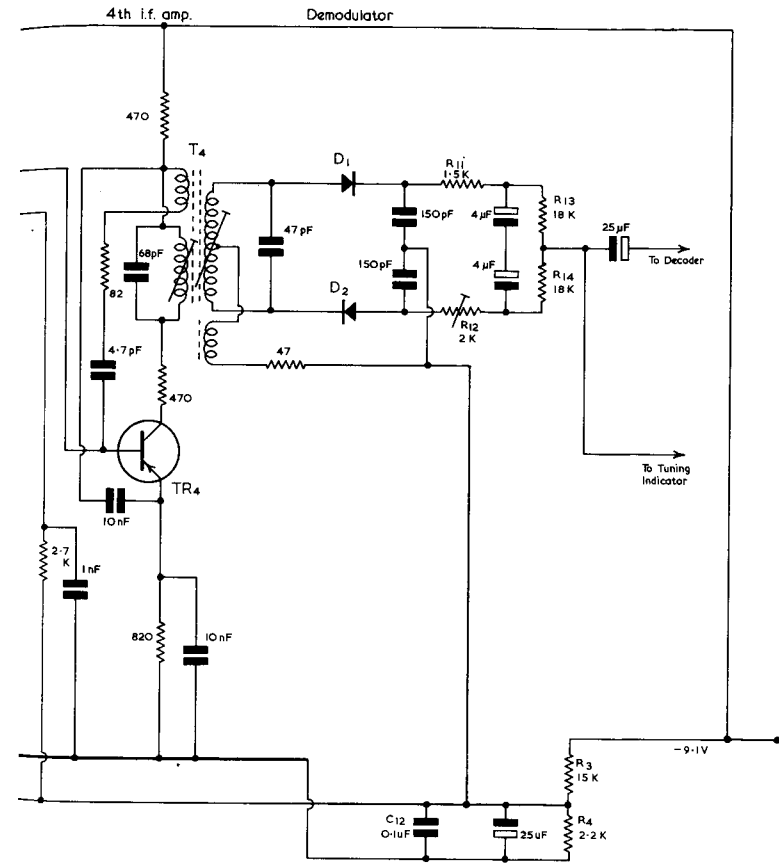 4th i.f. amp.
Demodulator
470
T4
D1
R11
1·5K
R13
18K
68pF
47pF
150pF
4µF
25µF
To Decoder
82
150pF
4µF
R14
18K
D2
R12
2K
4·7pF
47
470
To Tuning
Indicator
TR4
10nF
2·7
K
1nF
820
10nF
-9·1V
R3
15K
C12
0·1uF
25uF
R4
2·2K